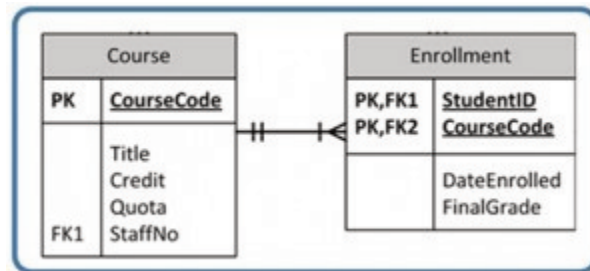 Course
PK CourseCode
Title
Credit
Quota
FK1 StaffNo
Enrollment
PK,FK1 StudentID
PK,FK2 CourseCode
DateEnrolled
FinalGrade